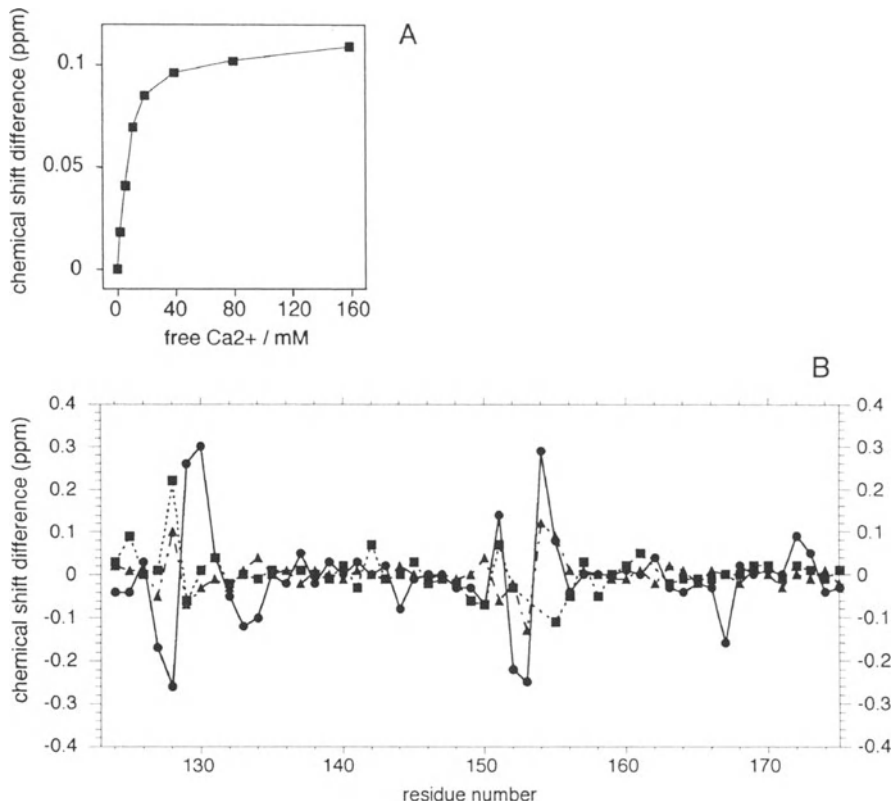 A
chemical shift difference (ppm)
0.1
0.05
0
0 40 80 120 160
free Ca2+ / mM
B
chemical shift difference (ppm)
0.4 0.4
0.3 0.3
0.2 0.2
0.1 0.1
0 0
-0.1 -0.1
-0.2 -0.2
-0.3 -0.3
-0.4 -0.4
130 140 150 160 170
residue number